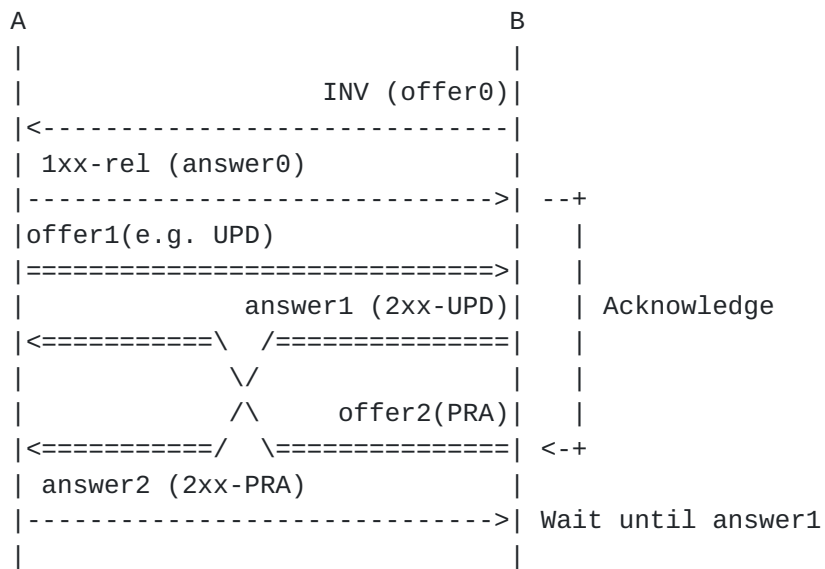 A                               B
|                               |
|                   INV (offer0)|
|<------------------------------|
| 1xx-rel (answer0)             |
|------------------------------>| --+
|offer1(e.g. UPD)               |   |
|==============================>|   |
|              answer1 (2xx-UPD)|   | Acknowledge
|<===========\  /===============|   |
|             \/                |   |
|             /\     offer2(PRA)|   |
|<===========/  \===============| <-+
| answer2 (2xx-PRA)             |
|------------------------------>| Wait until answer1
|                               |